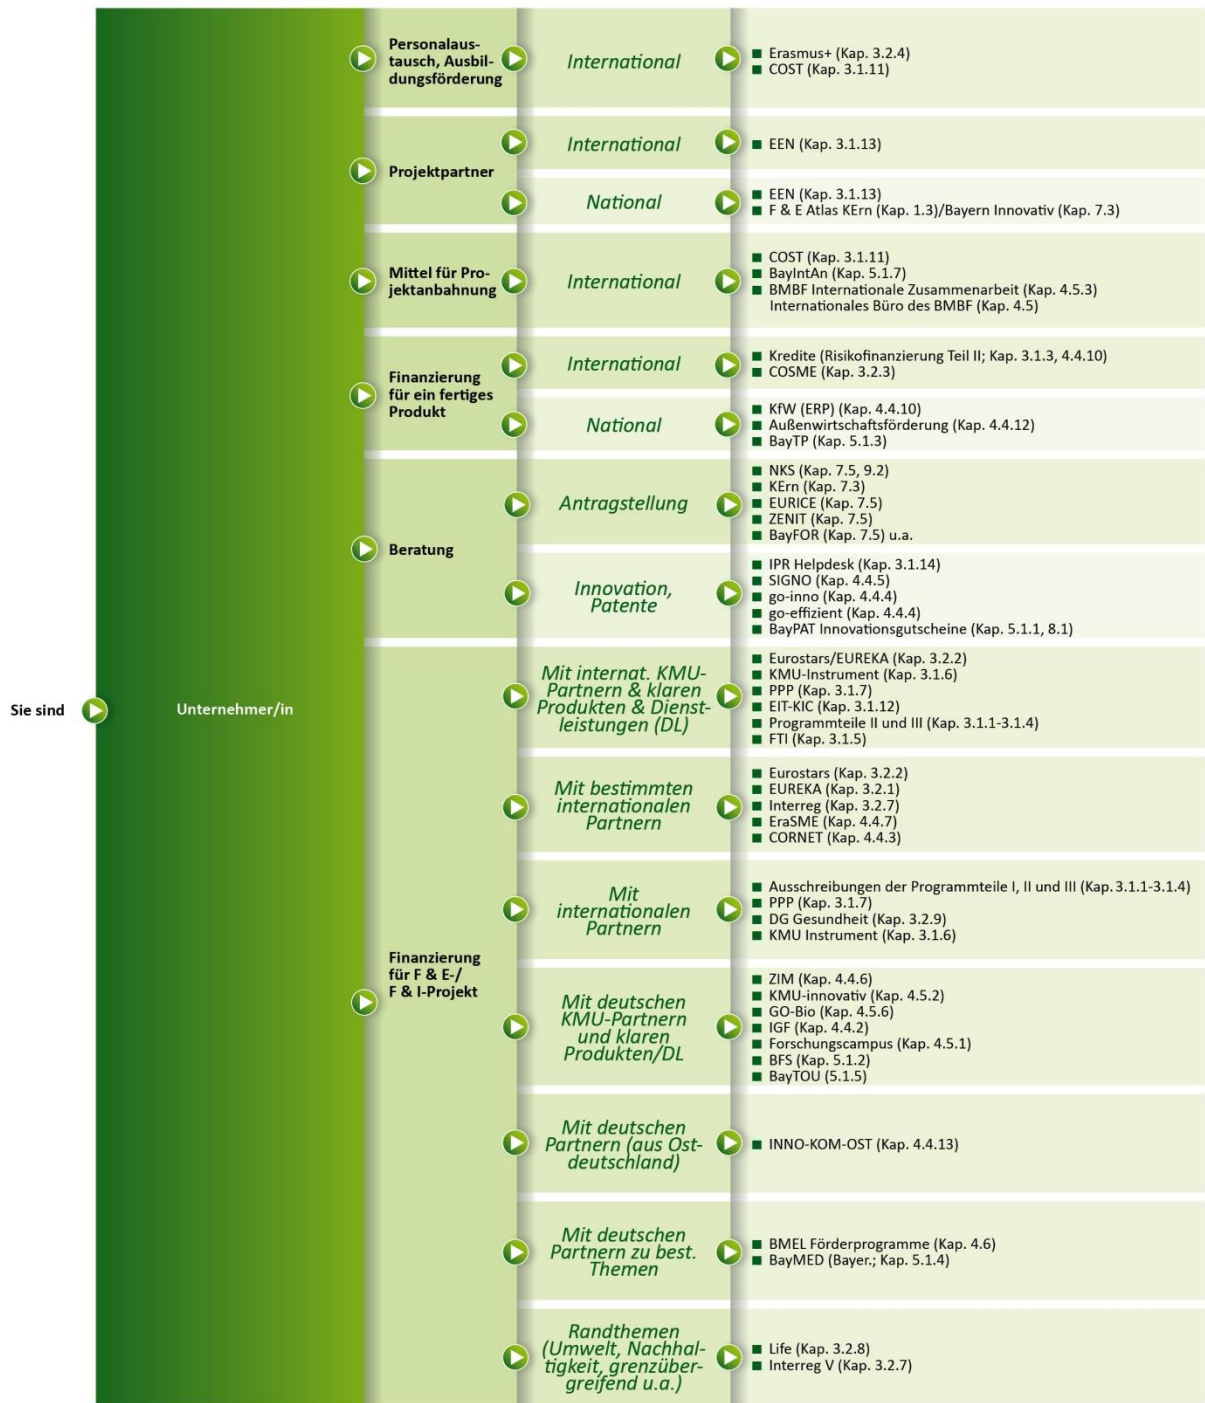 Sie sind
Unternehmer/in
Personalaus-
tausch, Ausbil-
dungsförderung
International
■ Erasmus+ (Kap. 3.2.4)
■ COST (Kap. 3.1.11)
Projektpartner
International
■ EEN (Kap. 3.1.13)
National
■ EEN (Kap. 3.1.13)
■ F & E Atlas KErn (Kap. 1.3)/Bayern Innovativ (Kap. 7.3)
Mittel für Pro-
jektanbahnung
International
■ COST (Kap. 3.1.11)
■ BayIntAn (Kap. 5.1.7)
■ BMBF Internationale Zusammenarbeit (Kap. 4.5.3)
Internationales Büro des BMBF (Kap. 4.5)
Finanzierung
für ein fertiges
Produkt
International
■ Kredite (Risikofinanzierung Teil II; Kap. 3.1.3, 4.4.10)
■ COSME (Kap. 3.2.3)
National
■ KfW (ERP) (Kap. 4.4.10)
■ Außenwirtschaftsförderung (Kap. 4.4.12)
■ BayTP (Kap. 5.1.3)
Beratung
Antragstellung
■ NKS (Kap. 7.5, 9.2)
■ KErn (Kap. 7.3)
■ EURICE (Kap. 7.5)
■ ZENIT (Kap. 7.5)
■ BayFOR (Kap. 7.5) u.a.
Innovation,
Patente
■ IPR Helpdesk (Kap. 3.1.14)
■ SIGNO (Kap. 4.4.5)
■ go-inno (Kap. 4.4.4)
■ go-effizient (Kap. 4.4.4)
■ BayPAT Innovationsgutscheine (Kap. 5.1.1, 8.1)
Finanzierung
für F & E-/
F & I-Projekt
Mit internat. KMU-
Partnern & klaren
Produkten & Dienst-
leistungen (DL)
■ Eurostars/EUREKA (Kap. 3.2.2)
■ KMU-Instrument (Kap. 3.1.6)
■ PPP (Kap. 3.1.7)
■ EIT-KIC (Kap. 3.1.12)
■ Programmteile II und III (Kap. 3.1.1-3.1.4)
■ FTI (Kap. 3.1.5)
Mit bestimmten
internationalen
Partnern
■ Eurostars (Kap. 3.2.2)
■ EUREKA (Kap. 3.2.1)
■ Interreg (Kap. 3.2.7)
■ EraSME (Kap. 4.4.7)
■ CORNET (Kap. 4.4.3)
Mit
internationalen
Partnern
■ Ausschreibungen der Programmteile I, II und III (Kap. 3.1.1-3.1.4)
■ PPP (Kap. 3.1.7)
■ DG Gesundheit (Kap. 3.2.9)
■ KMU Instrument (Kap. 3.1.6)
Mit deutschen
KMU-Partnern
und klaren
Produkten/DL
■ ZIM (Kap. 4.4.6)
■ KMU-innovativ (Kap. 4.5.2)
■ GO-Bio (Kap. 4.5.6)
■ IGF (Kap. 4.4.2)
■ Forschungscampus (Kap. 4.5.1)
■ BFS (Kap. 5.1.2)
■ BayTOU (5.1.5)
Mit deutschen
Partnern (aus Ost-
deutschland)
■ INNO-KOM-OST (Kap. 4.4.13)
Mit deutschen
Partnern zu best.
Themen
■ BMEL Förderprogramme (Kap. 4.6)
■ BayMED (Bayer.; Kap. 5.1.4)
Randthemen
(Umwelt, Nachhal-
tigkeit, grenzüber-
greifend u.a.)
■ Life (Kap. 3.2.8)
■ Interreg V (Kap. 3.2.7)